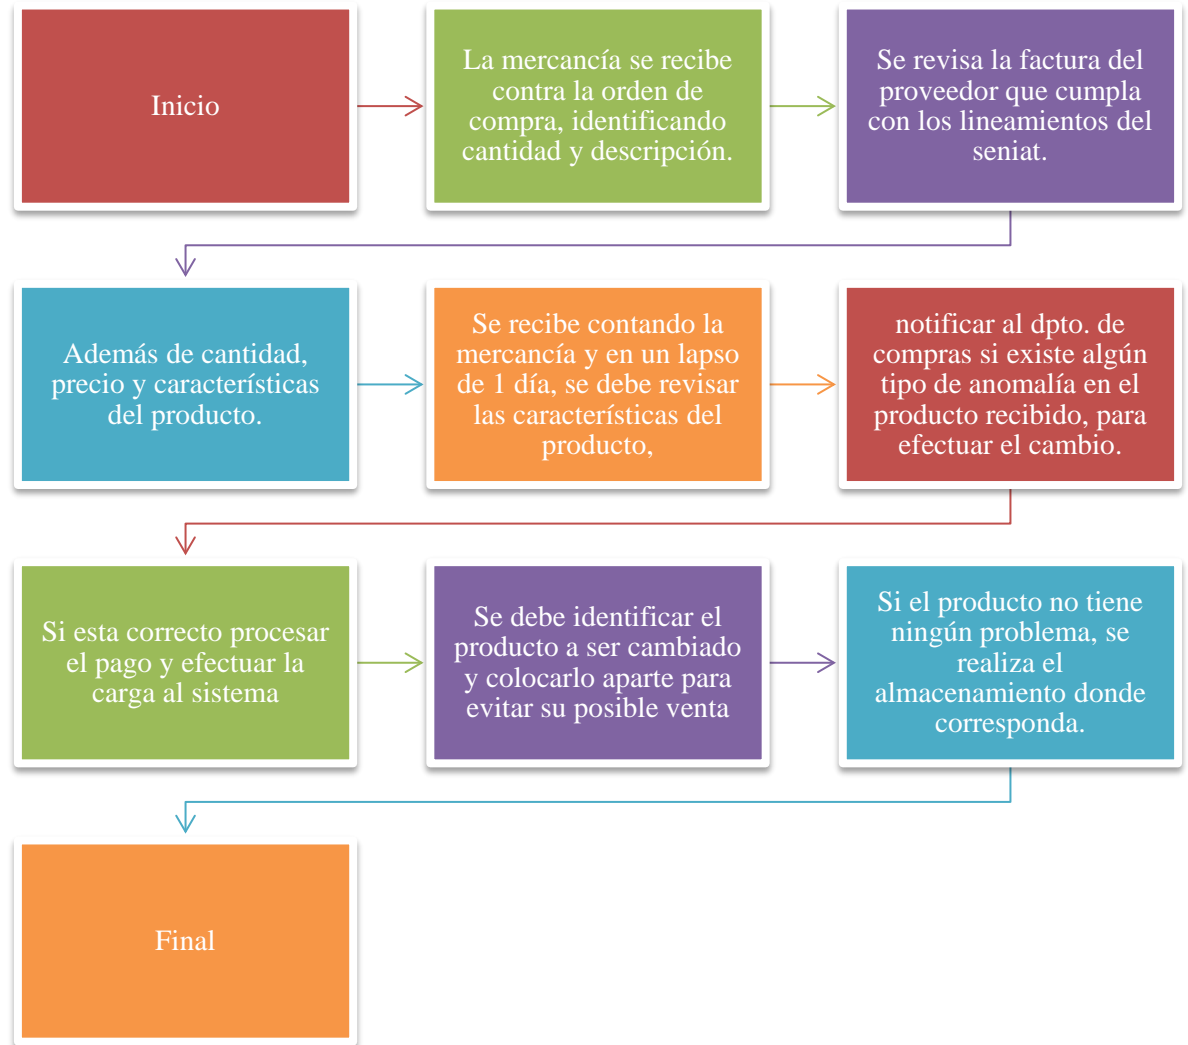 Inicio
La mercancía se recibe
contra la orden de
compra, identificando
cantidad y descripción.
Se revisa la factura del
proveedor que cumpla
con los lineamientos del
seniat.
Además de cantidad,
precio y características
del producto.
Se recibe contando la
mercancía y en un lapso
de 1 día, se debe revisar
las características del
producto,
notificar al dpto. de
compras si existe algún
tipo de anomalía en el
producto recibido, para
efectuar el cambio.
Si esta correcto procesar
el pago y efectuar la
carga al sistema
Se debe identificar el
producto a ser cambiado
y colocarlo aparte para
evitar su posible venta
Si el producto no tiene
ningún problema, se
realiza el
almacenamiento donde
corresponda.
Final